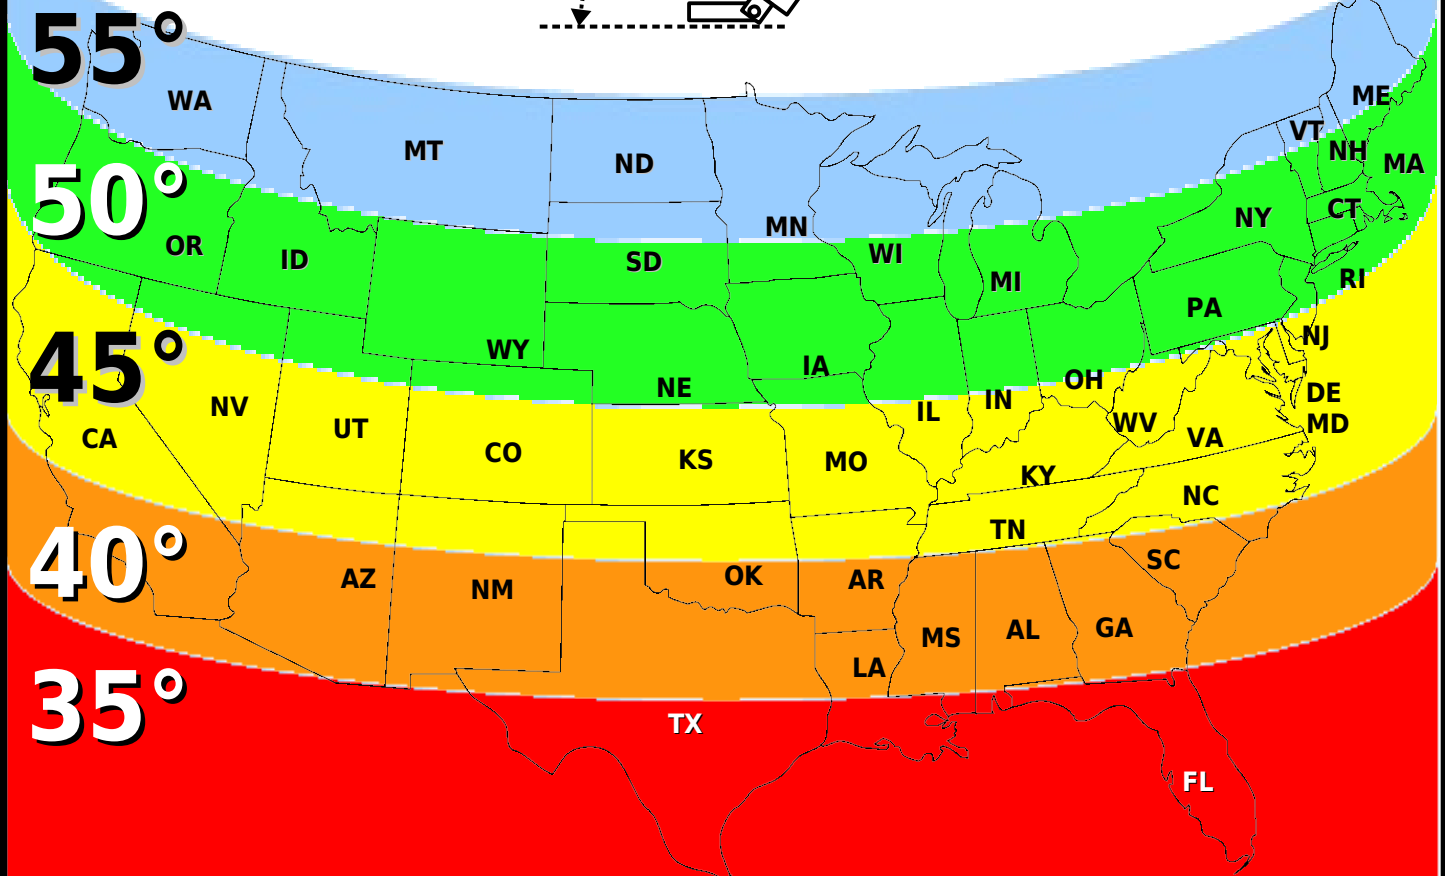 55°
WA
MT
ND
MN
ME
VT
NH
MA
50°
OR
ID
SD
WI
MI
NY
CT
RI
PA
45°
WY
NE
IA
OH
NJ
CA
NV
UT
CO
KS
MO
IL
IN
KY
WV
VA
DE
MD
NC
TN
40°
AZ
NM
OK
AR
SC
MS
AL
GA
LA
35°
TX
FL